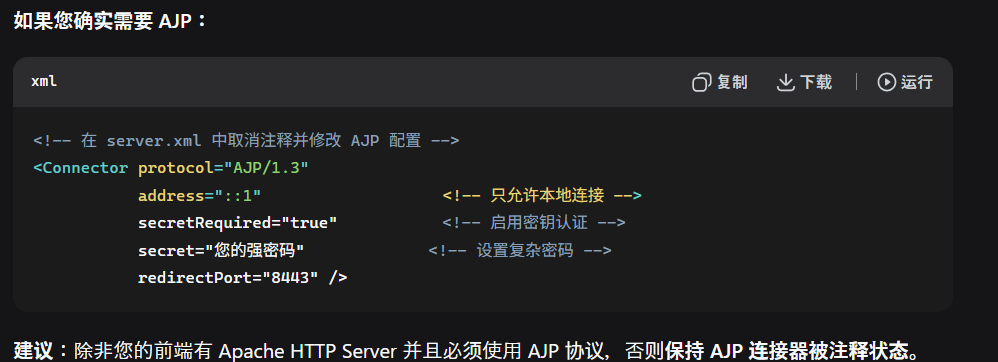 如果您确实需要 AJP：
xml 复制 下载 运行
<!-- 在 server.xml 中取消注释并修改 AJP 配置 -->
<Connector protocol="AJP/1.3"
address="::1" <!-- 只允许本地连接 -->
secretRequired="true" <!-- 启用密钥认证 -->
secret="您的强密码" <!-- 设置复杂密码 -->
redirectPort="8443" />
建议：除非您的前端有 Apache HTTP Server 并且必须使用 AJP 协议，否则保持 AJP 连接器被注释状态。